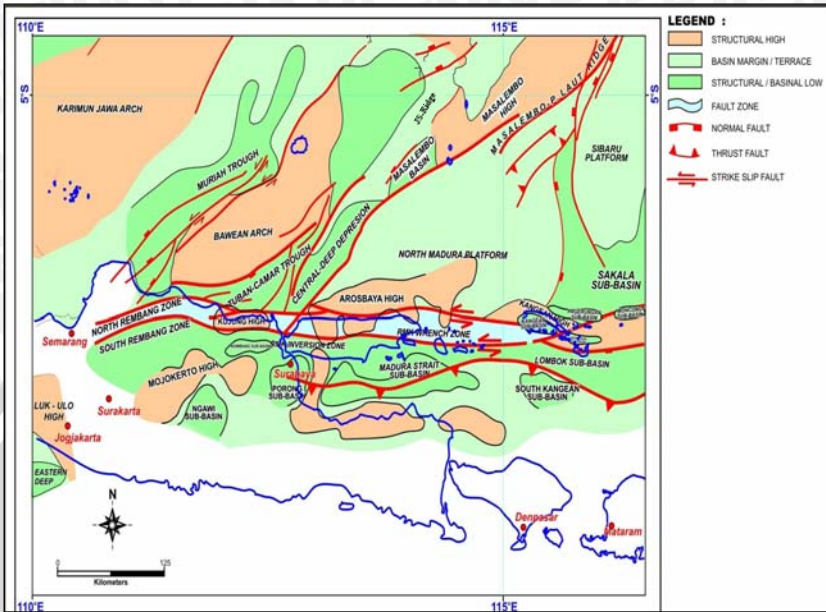 110°E
115°E
5°S
5°S
LEGEND :
STRUCTURAL HIGH
BASIN MARGIN / TERRACE
STRUCTURAL / BASINAL LOW
FAULT ZONE
NORMAL FAULT
THRUST FAULT
STRIKE SLIP FAULT
KARIMUN JAWA ARCH
JS-Ridge
MASALEMBO HIGH
MASALEMBO, P. LAUT RIDGE
SIBARU
PLATFORM
MURIAH TROUGH
MASALEMBO
BASIN
BAWEAN ARCH
TUBAN-CAMAR TROUGH
CENTRAL-DEEP DEPRESION
NORTH MADURA PLATFORM
SAKALA
SUB-BASIN
AROSBAYA HIGH
NORTH REMBANG ZONE
SOUTH REMBANG ZONE
KUJUNG HIGH
RMK WRENCH ZONE
INVERSION ZONE
LOMBOK SUB-BASIN
Semarang
MOJOKERTO HIGH
Surabaya
MADURA STRAIT
SUB-BASIN
PORONG
SUB-BASIN
SOUTH KANGEAN
SUB-BASIN
LUK - ULO
HIGH
Surakarta
NGAWI
SUB-BASIN
Jogjakarta
EASTERN
DEEP
N
Denpasar
Mataram
0
125
Kilometers
110°E
115°E